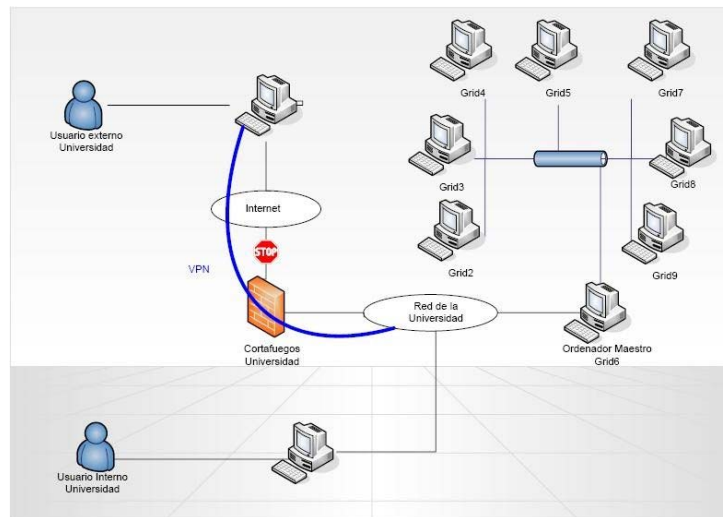 Grid4
Grid5
Grid7
Usuario externo
Universidad
Grid3
Grid8
Internet
STOP
VPN
Grid2
Grid9
Red de la
Universidad
Cortafuegos
Universidad
Ordenador Maestro
Grid6
Usuario Interno
Universidad